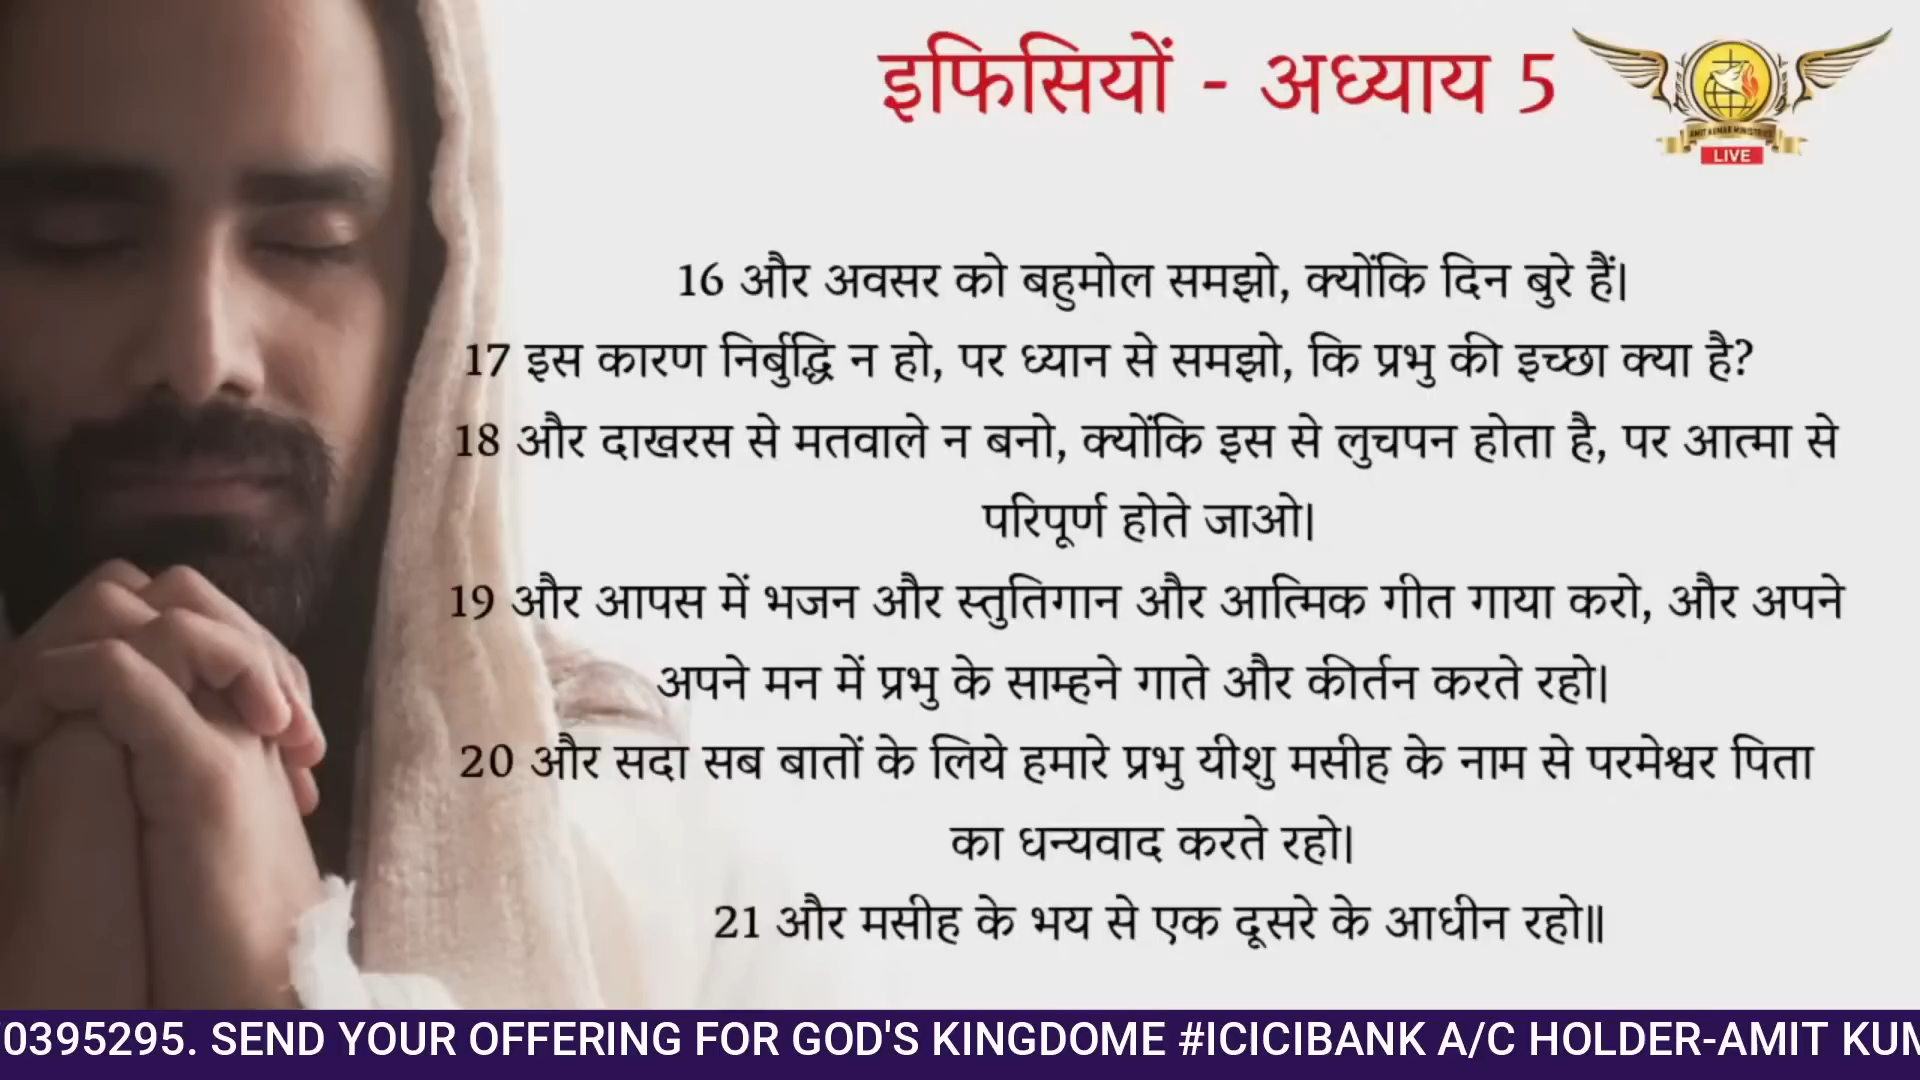 इफिसियों - अध्याय 5
AMIT KUMAR MINISTRIES
LIVE
16 और अवसर को बहुमोल समझो, क्योंकि दिन बुरे हैं|
17 इस कारण निर्बुद्धि न हो, पर ध्यान से समझो, कि प्रभु की इच्छा क्या है?
18 और दाखरस से मतवाले न बनो, क्योंकि इस से लुचपन होता है, पर आत्मा से
परिपूर्ण होते जाओ|
19 और आपस में भजन और स्तुतिगान और आत्मिक गीत गाया करो, और अपने
अपने मन में प्रभु के साम्हने गाते और कीर्तन करते रहो|
20 और सदा सब बातों के लिये हमारे प्रभु यीशु मसीह के नाम से परमेश्वर पिता
का धन्यवाद करते रहो|
21 और मसीह के भय से एक दूसरे के आधीन रहो॥
0395295. SEND YOUR OFFERING FOR GOD'S KINGDOME #ICICIBANK A/C HOLDER-AMIT KUM